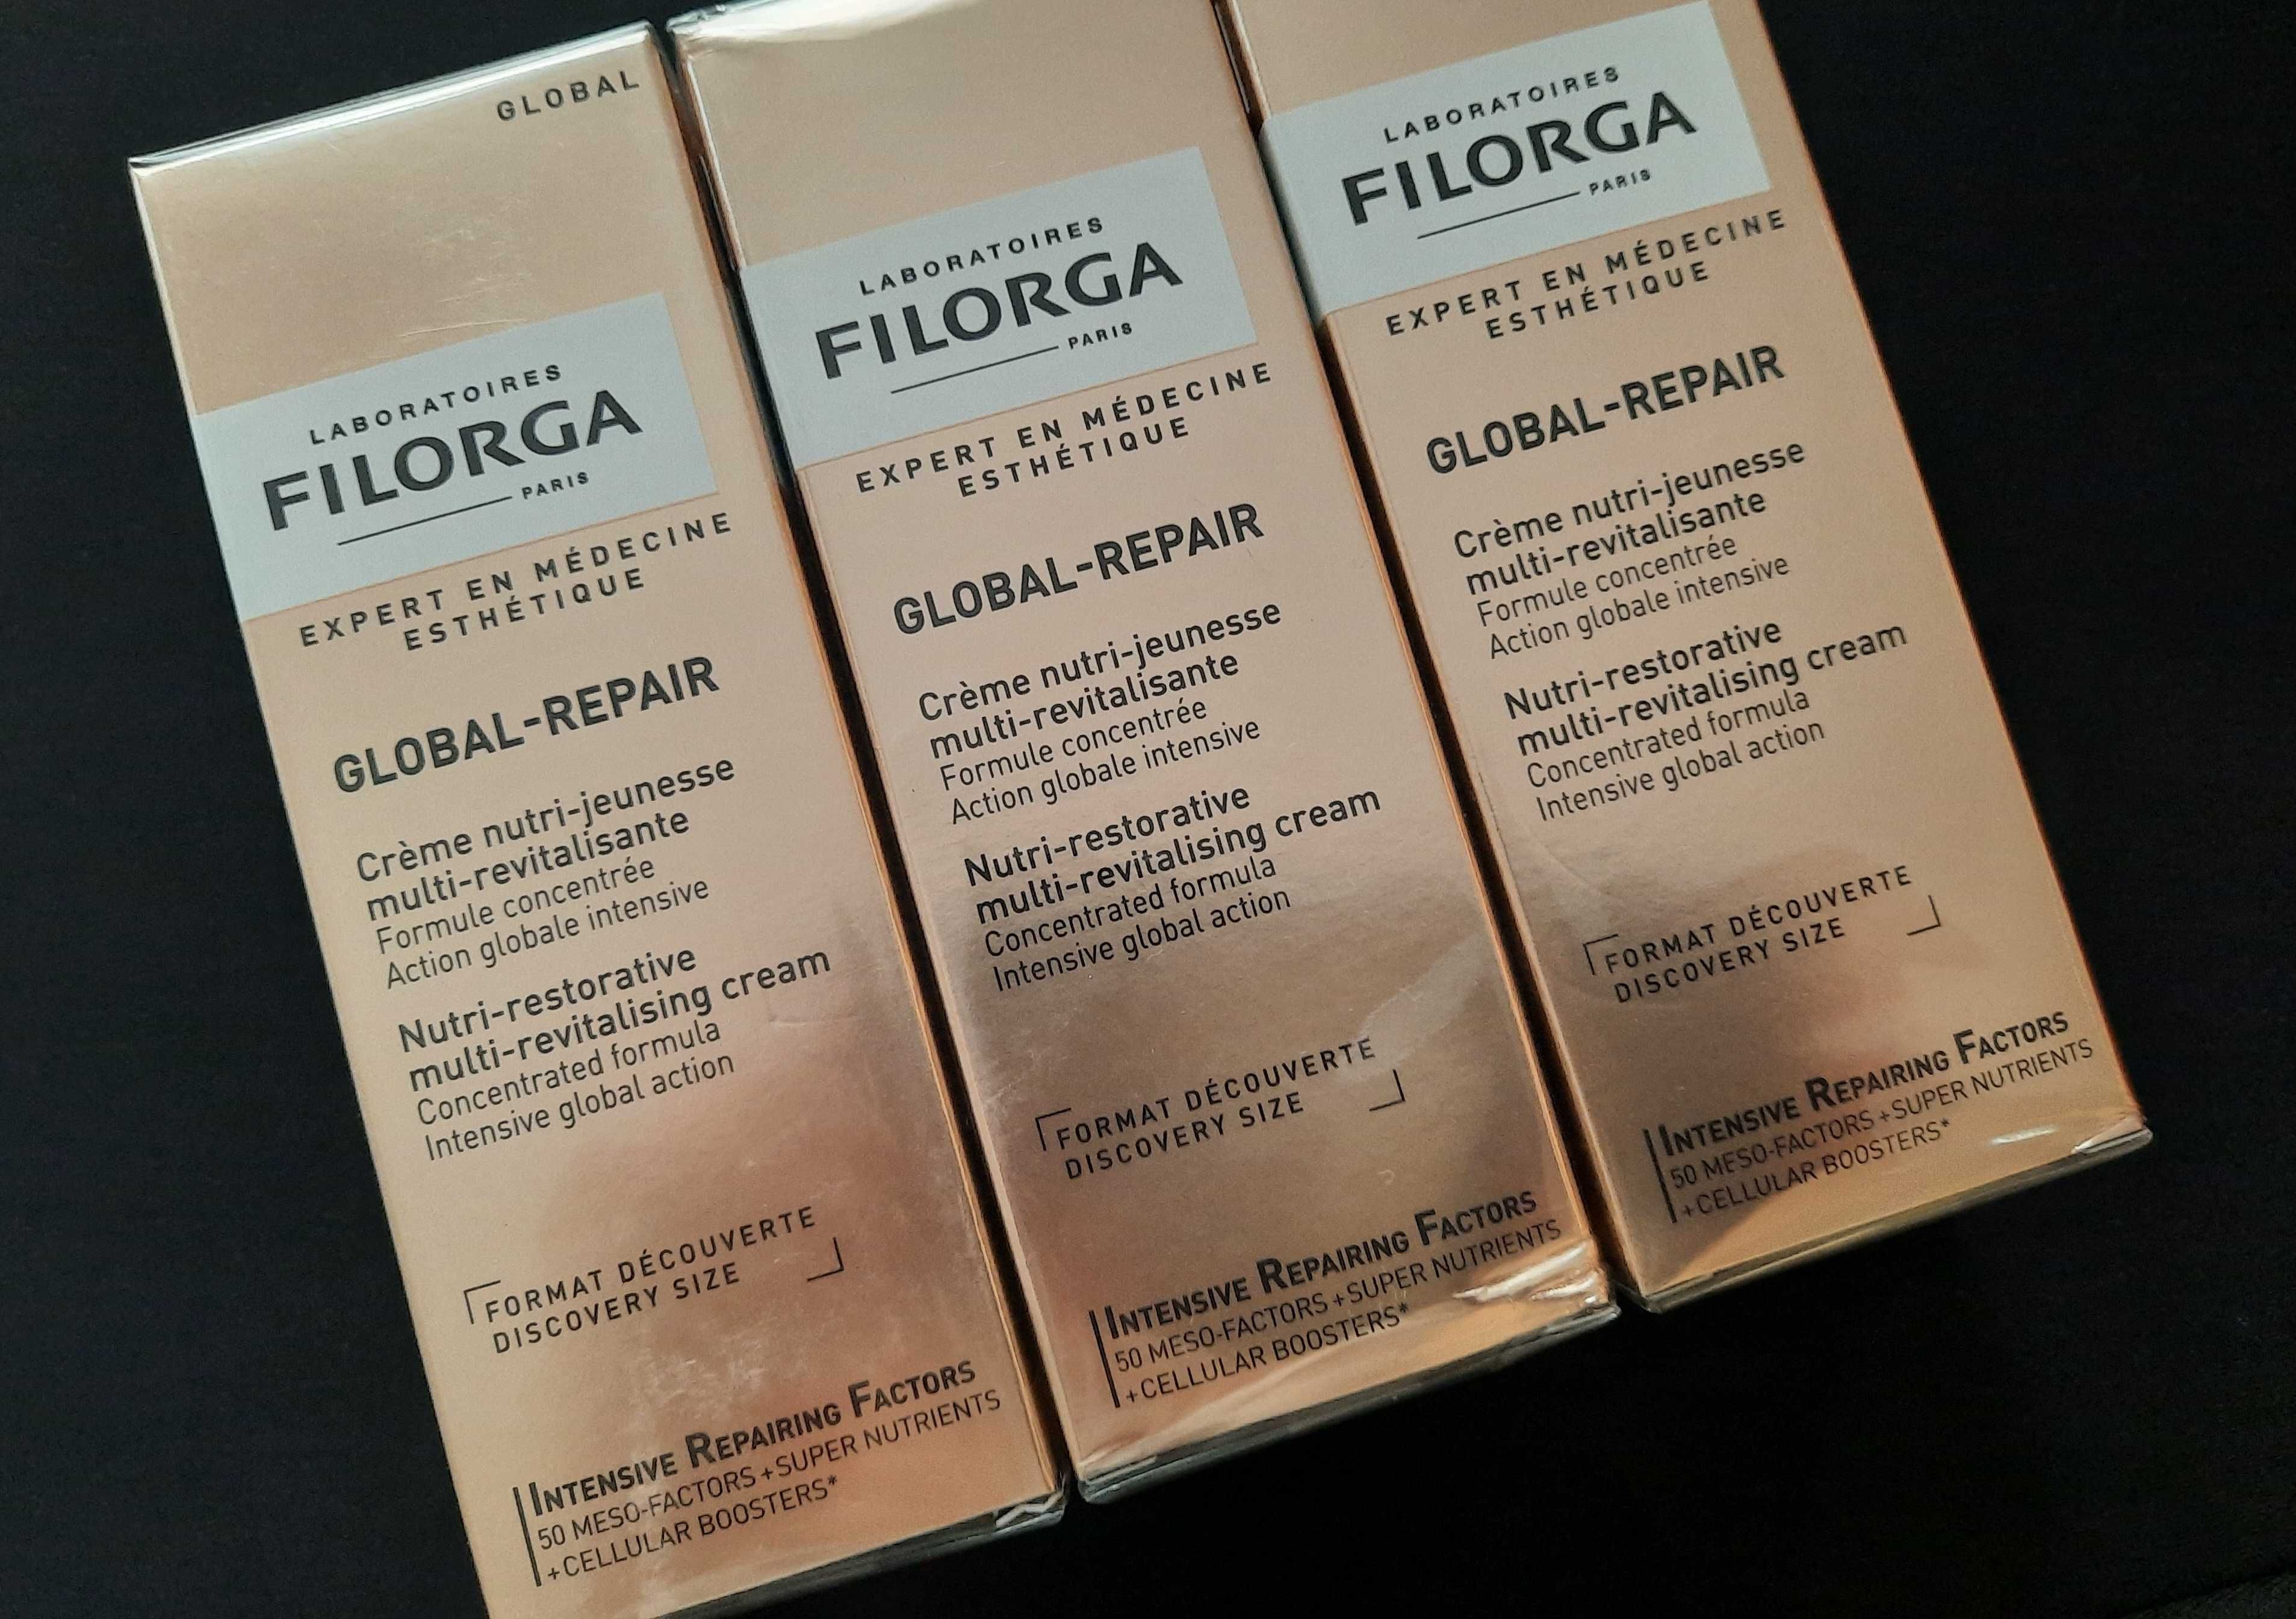 GLOBAL
LABORATOIRES
FILORGA
PARIS
EXPERT EN MÉDECINE
ESTHÉTIQUE
GLOBAL-REPAIR
Crème nutri-jeunesse
multi-revitalisante
Formule concentrée
Action globale intensive
Nutri-restorative
multi-revitalising cream
Concentrated formula
Intensive global action
FORMAT DÉCOUVERTE
DISCOVERY SIZE
INTENSIVE REPAIRING FACTORS
50 MESO-FACTORS+SUPER NUTRIENTS
+CELLULAR BOOSTERS*
LABORATOIRES
FILORGA
PARIS
EXPERT EN MÉDECINE
ESTHÉTIQUE
GLOBAL-REPAIR
Crème nutri-jeunesse
multi-revitalisante
Formule concentrée
Action globale intensive
Nutri-restorative
multi-revitalising cream
Concentrated formula
Intensive global action
FORMAT DÉCOUVERTE
DISCOVERY SIZE
INTENSIVE REPAIRING FACTORS
50 MESO-FACTORS+SUPER NUTRIENTS
+CELLULAR BOOSTERS*
LABORATOIRES
FILORGA
PARIS
EXPERT EN MÉDECINE
ESTHÉTIQUE
GLOBAL-REPAIR
Crème nutri-jeunesse
multi-revitalisante
Formule concentrée
Action globale intensive
Nutri-restorative
multi-revitalising cream
Concentrated formula
Intensive global action
FORMAT DÉCOUVERTE
DISCOVERY SIZE
INTENSIVE REPAIRING FACTORS
50 MESO-FACTORS+SUPER NUTRIENTS
+CELLULAR BOOSTERS*